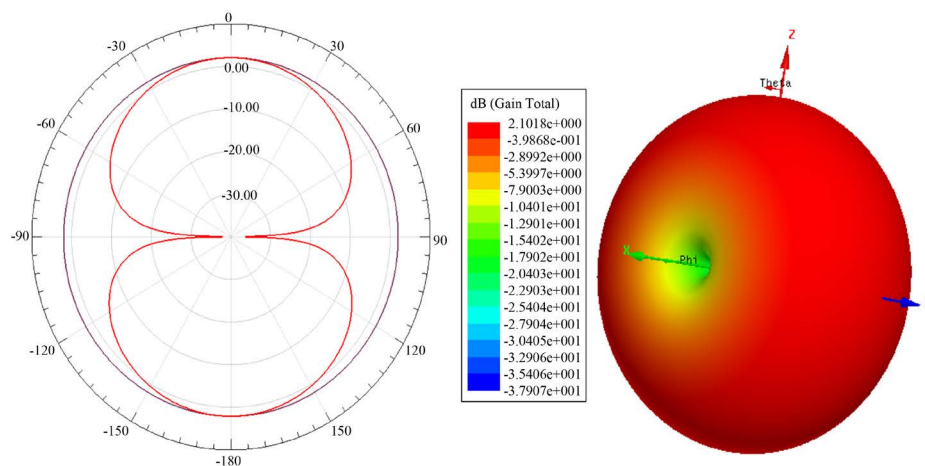 0
-30
30
0.00
-60
-10.00
60
-20.00
-30.00
-90
90
-120
120
-150
150
-180
dB (Gain Total)
2.1018e+000
-3.9868e-001
-2.8992e+000
-5.3997e+000
-7.9003e+000
-1.0401e+001
-1.2901e+001
-1.5402e+001
-1.7902e+001
-2.0403e+001
-2.2903e+001
-2.5404e+001
-2.7904e+001
-3.0405e+001
-3.2906e+001
-3.5406e+001
-3.7907e+001
Z
Theta
X
Phi